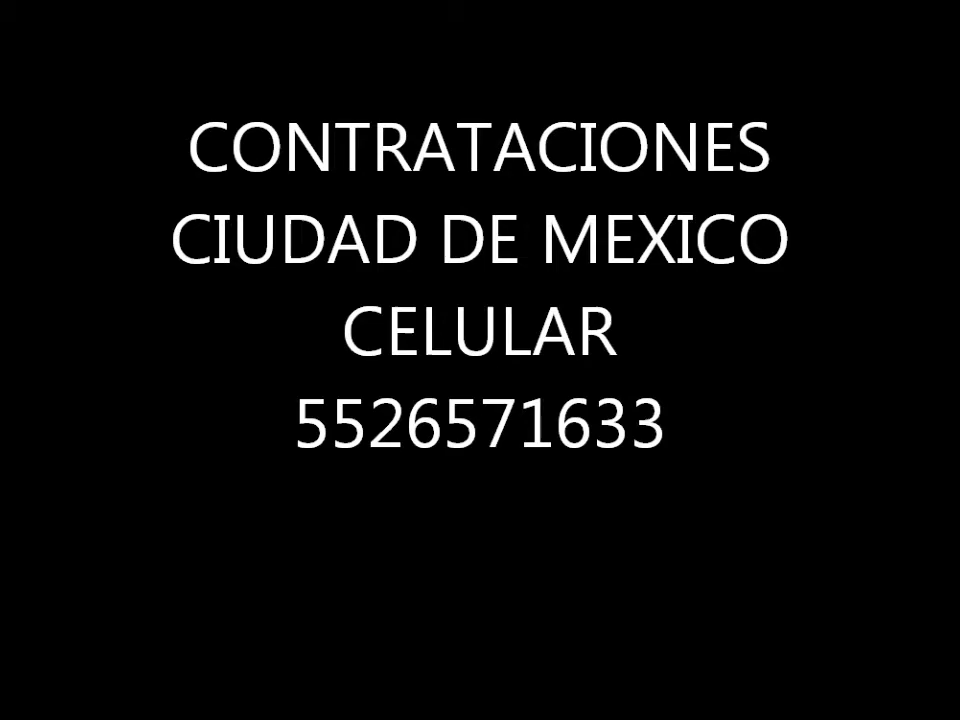 CONTRATACIONES
CIUDAD DE MEXICO
CELULAR
5526571633